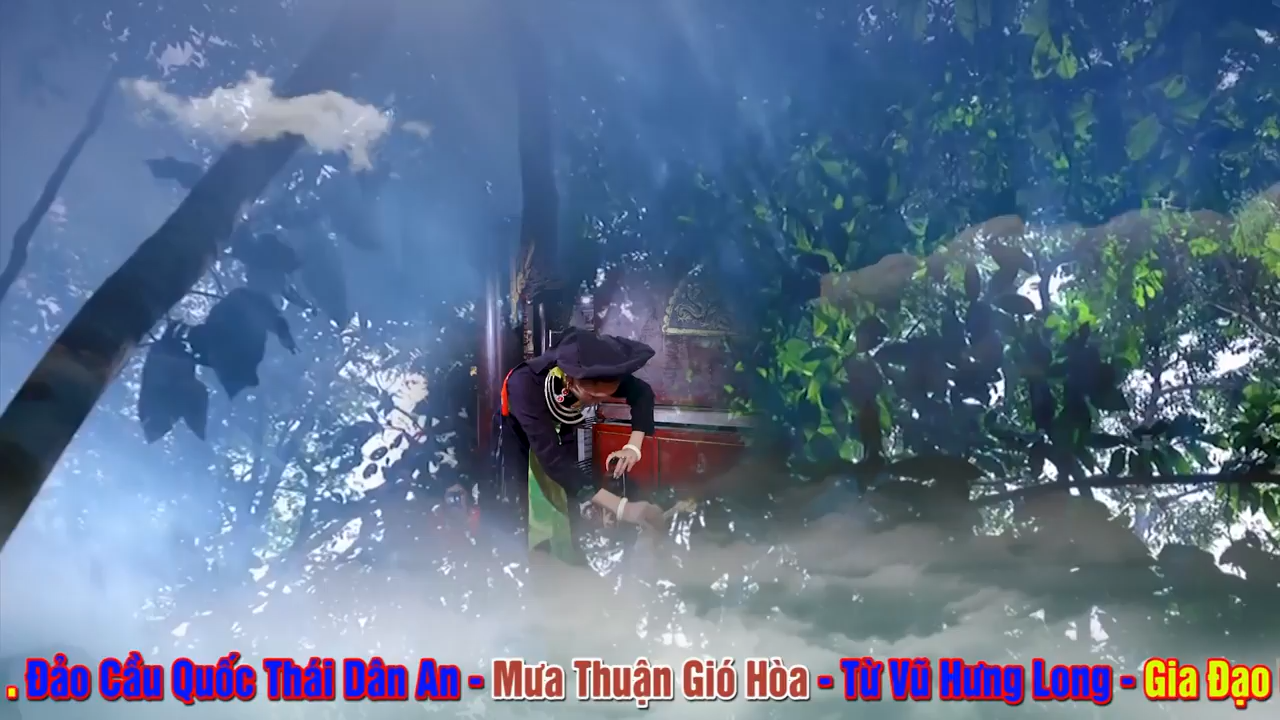 . Đảo Cầu Quốc Thái Dân An - Mưa Thuận Gió Hòa - Từ Vũ Hưng Long - Gia Đạo